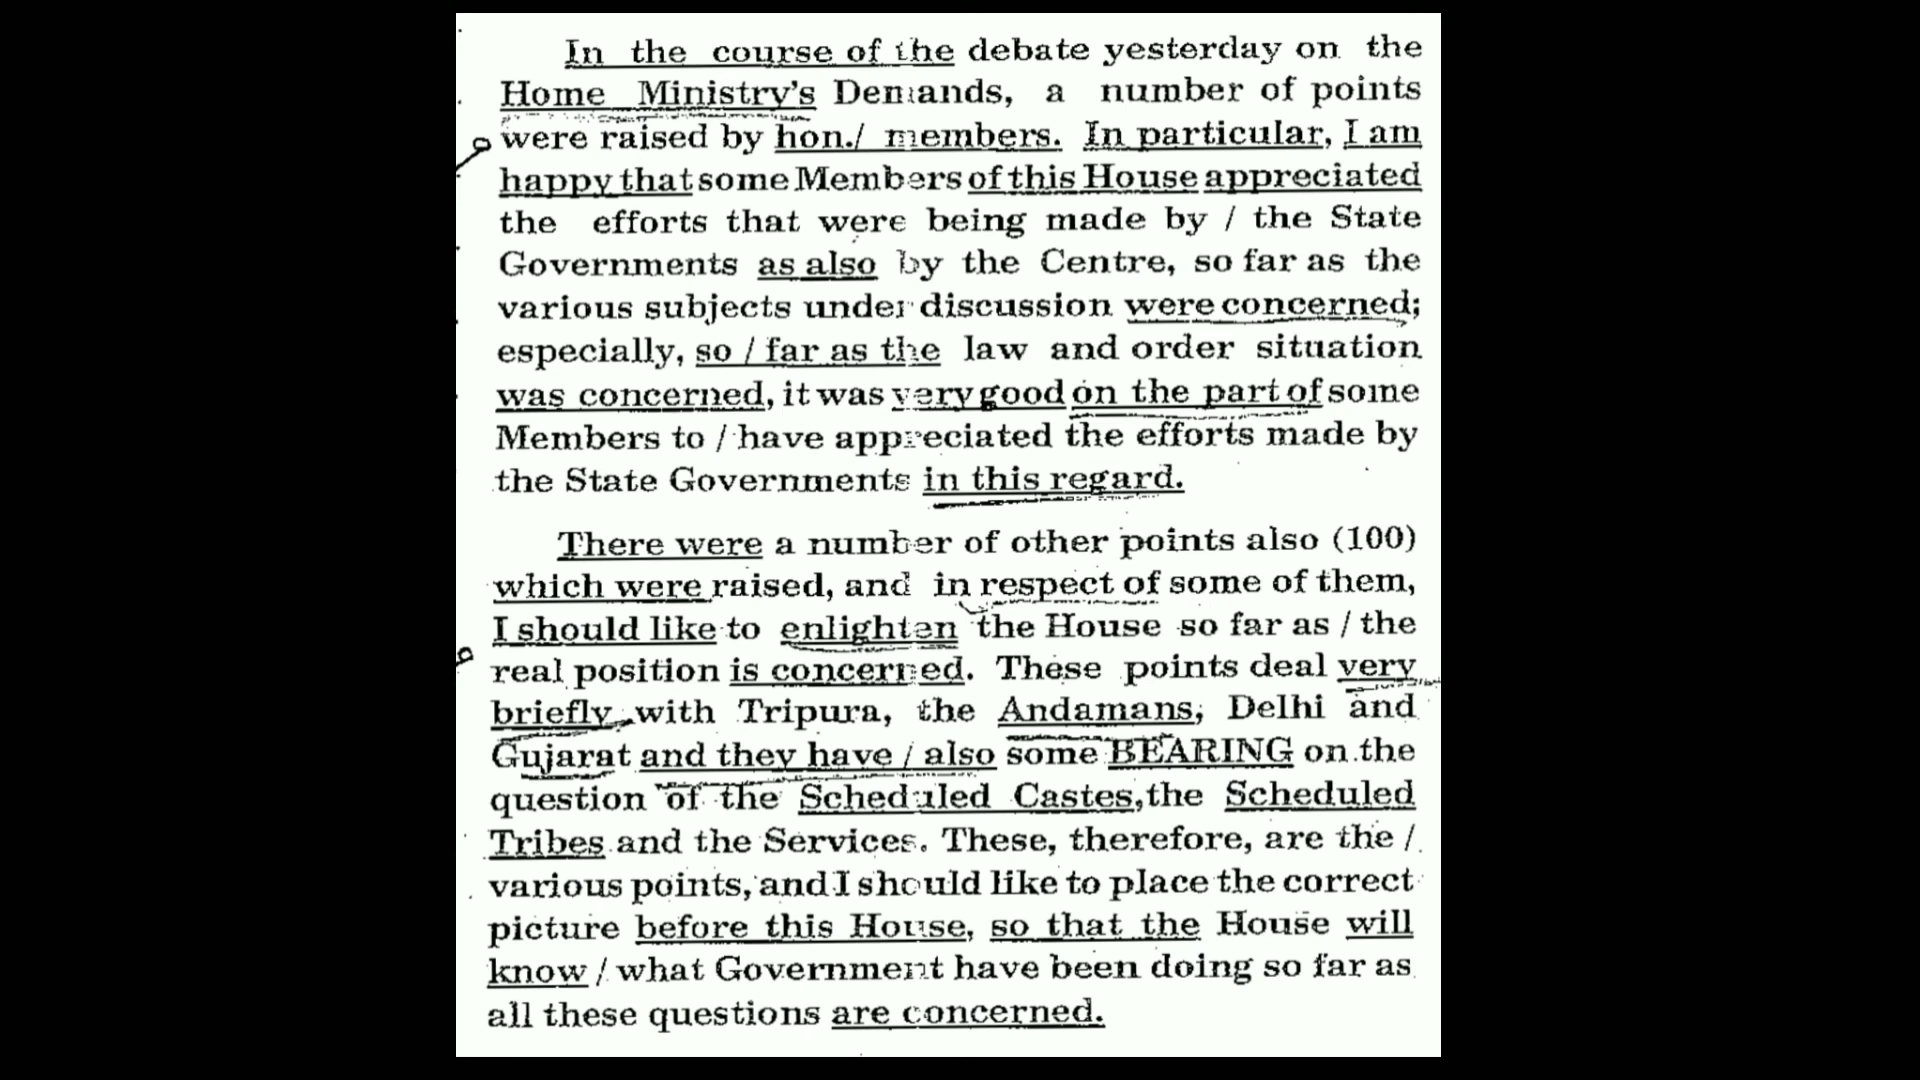 In the course of the debate yesterday on the
Home Ministry's Demands, a number of points
were raised by hon./ members. In particular, I am
happy that some Members of this House appreciated
the efforts that were being made by / the State
Governments as also by the Centre, so far as the
various subjects under discussion were concerned;
especially, so / far as the law and order situation
was concerned, it was very good on the part of some
Members to / have appreciated the efforts made by
the State Governments in this regard.
There were a number of other points also (100)
which were raised, and in respect of some of them,
I should like to enlighten the House so far as / the
real position is concerned. These points deal very
briefly with Tripura, the Andamans, Delhi and
Gujarat and they have / also some BEARING on the
question of the Scheduled Castes, the Scheduled
Tribes and the Services. These, therefore, are the /
various points, and I should like to place the correct
picture before this House, so that the House will
know / what Government have been doing so far as
all these questions are concerned.